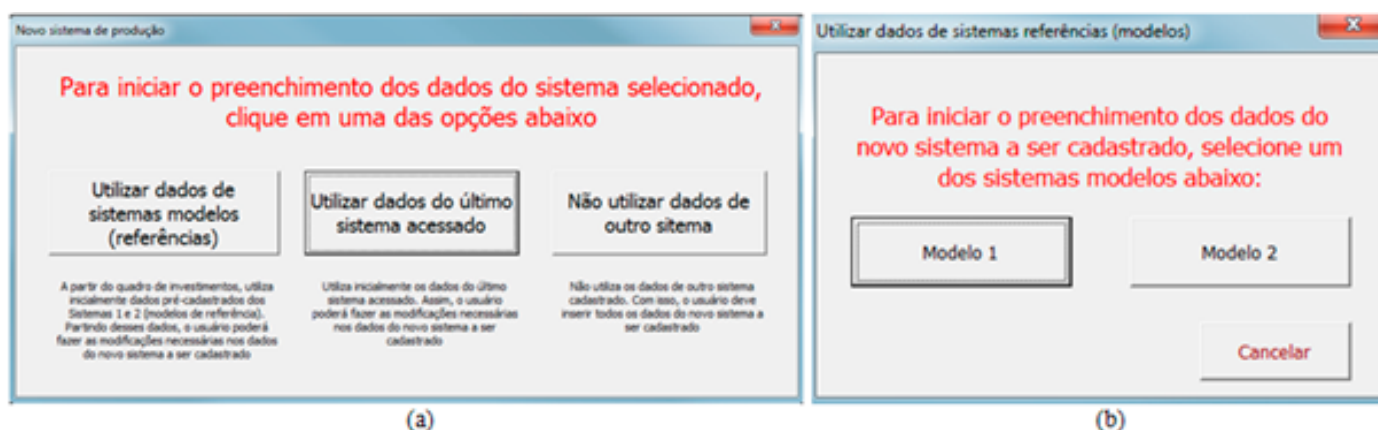 Novo sistema de produção
Para iniciar o preenchimento dos dados do sistema selecionado,
clique em uma das opções abaixo
Utilizar dados de
sistemas modelos
(referências)
Utilizar dados do último
sistema acessado
Não utilizar dados de
outro sitema
A partir do quadro de investimentos, utiliza
inicialmente dados pré-cadastrados dos
Sistemas 1 e 2 (modelos de referência).
Partindo desses dados, o usuário poderá
fazer as modificações necessárias nos dados
do novo sistema a ser cadastrado
Utiliza inicialmente os dados do último
sistema acessado. Assim, o usuário
poderá fazer as modificações necessárias
nos dados do novo sistema a ser
cadastrado
Não utiliza os dados de outro sistema
cadastrado. Com isso, o usuário deve
inserir todos os dados do novo sistema a
ser cadastrado
(a)
Utilizar dados de sistemas referências (modelos)
Para iniciar o preenchimento dos dados do
novo sistema a ser cadastrado, selecione um
dos sistemas modelos abaixo:
Modelo 1
Modelo 2
Cancelar
(b)